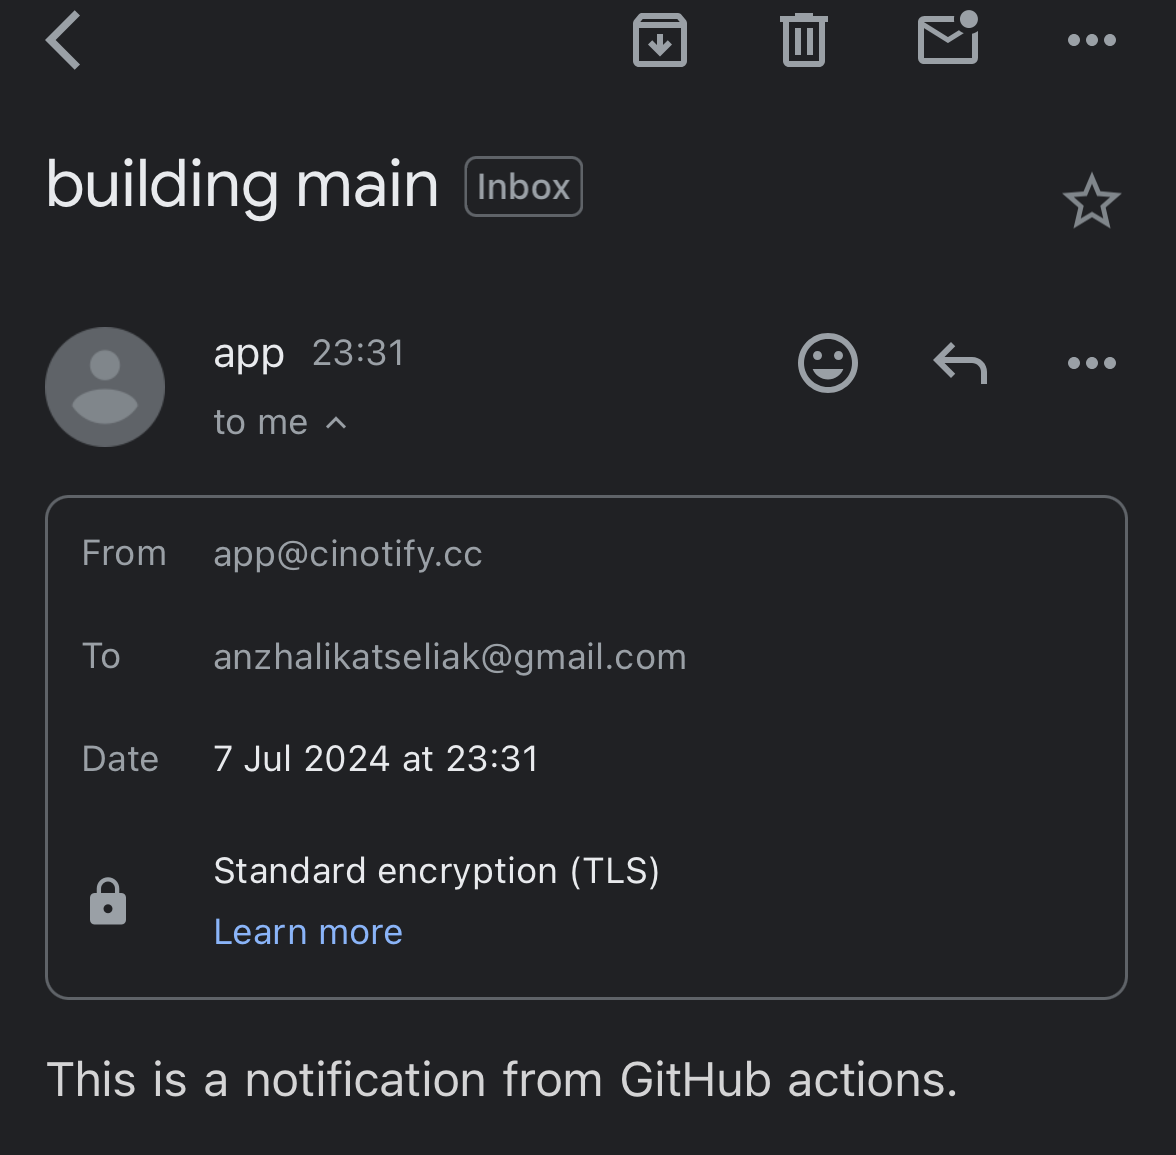 building main Inbox
app 23:31
to me
From app@cinotify.cc
To anzhalikatseliak@gmail.com
Date 7 Jul 2024 at 23:31
Standard encryption (TLS)
Learn more
This is a notification from GitHub actions.